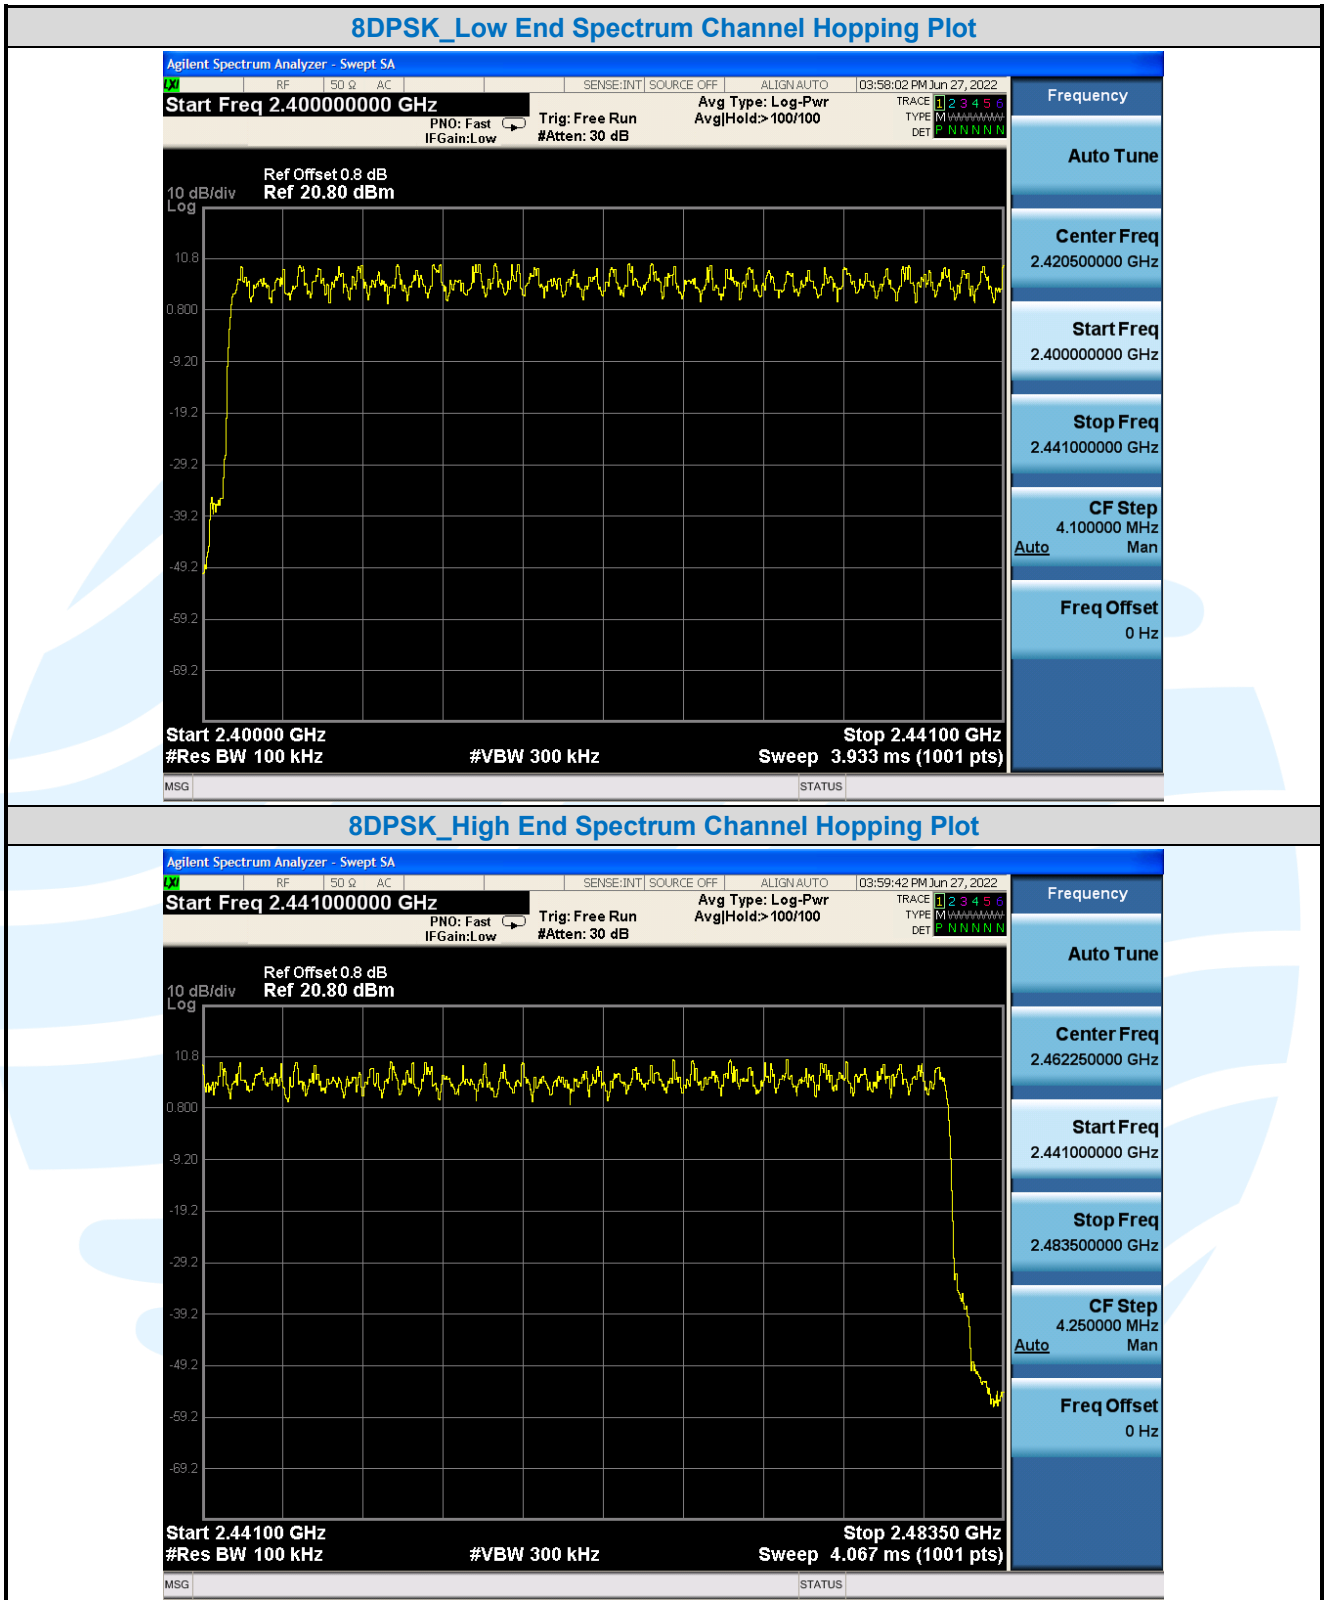 8DPSK_Low End Spectrum Channel Hopping Plot
Agilent Spectrum Analyzer - Swept SA
LXI RF 50 Ω AC SENSE:INT SOURCE OFF ALIGN AUTO 03:58:02 PM Jun 27, 2022
Start Freq 2.400000000 GHz
PNO: Fast
IFGain:Low
Trig: Free Run
#Atten: 30 dB
Avg Type: Log-Pwr
Avg|Hold:> 100/100
TRACE 1 2 3 4 5 6
TYPE M WWWWW
DET P N N N N N
Frequency
Auto Tune
Center Freq
2.420500000 GHz
Start Freq
2.400000000 GHz
Stop Freq
2.441000000 GHz
CF Step
4.100000 MHz
Auto Man
Freq Offset
0 Hz
Ref Offset 0.8 dB
10 dB/div Ref 20.80 dBm
Log
10.8
0.800
-9.20
-19.2
-29.2
-39.2
-49.2
-59.2
-69.2
Start 2.40000 GHz Stop 2.44100 GHz
#Res BW 100 kHz #VBW 300 kHz Sweep 3.933 ms (1001 pts)
MSG STATUS
8DPSK_High End Spectrum Channel Hopping Plot
Agilent Spectrum Analyzer - Swept SA
LXI RF 50 Ω AC SENSE:INT SOURCE OFF ALIGN AUTO 03:59:42 PM Jun 27, 2022
Start Freq 2.441000000 GHz
PNO: Fast
IFGain:Low
Trig: Free Run
#Atten: 30 dB
Avg Type: Log-Pwr
Avg|Hold:> 100/100
TRACE 1 2 3 4 5 6
TYPE M WWWWW
DET P N N N N N
Frequency
Auto Tune
Center Freq
2.462250000 GHz
Start Freq
2.441000000 GHz
Stop Freq
2.483500000 GHz
CF Step
4.250000 MHz
Auto Man
Freq Offset
0 Hz
Ref Offset 0.8 dB
10 dB/div Ref 20.80 dBm
Log
10.8
0.800
-9.20
-19.2
-29.2
-39.2
-49.2
-59.2
-69.2
Start 2.44100 GHz Stop 2.48350 GHz
#Res BW 100 kHz #VBW 300 kHz Sweep 4.067 ms (1001 pts)
MSG STATUS